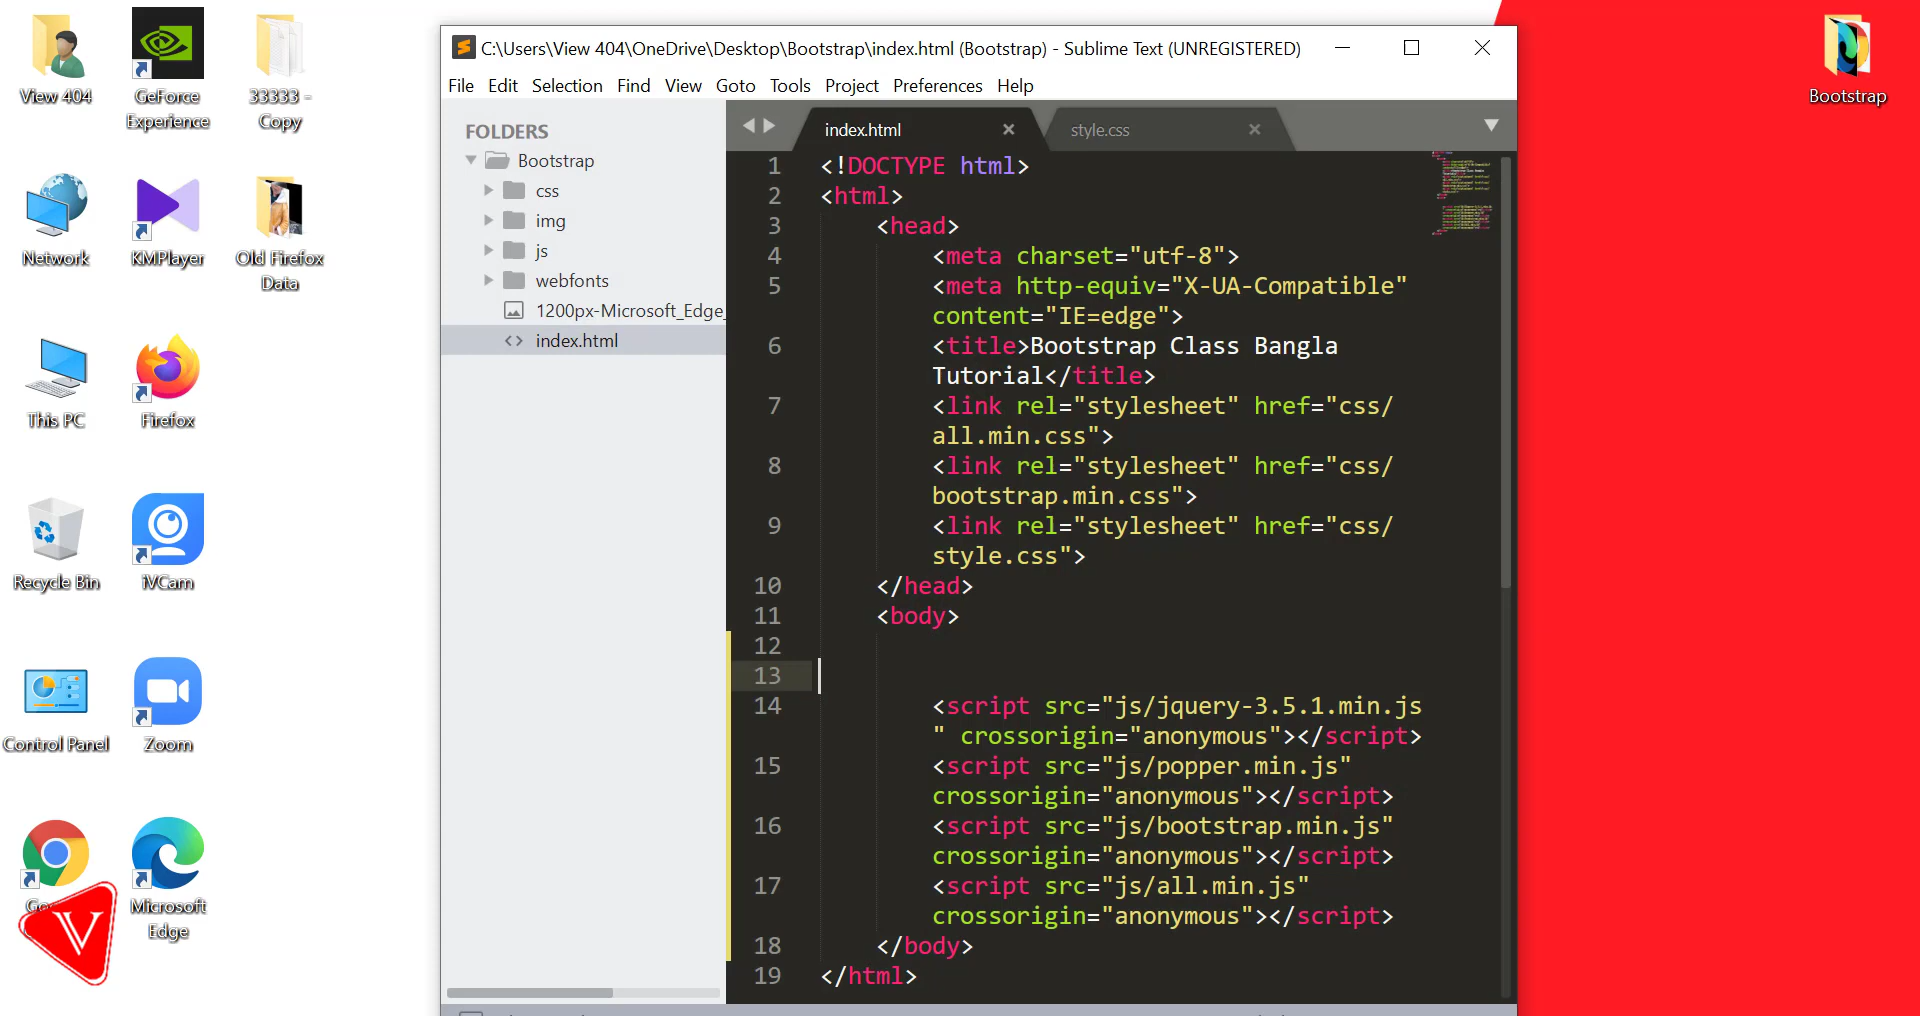 View 404
GeForce
Experience
33333 -
Copy
Network
KMPlayer
Old Firefox
Data
This PC
Firefox
Recycle Bin
iVCam
Control Panel
Zoom
V
Microsoft
Edge
Bootstrap
C:\Users\View 404\OneDrive\Desktop\Bootstrap\index.html (Bootstrap) - Sublime Text (UNREGISTERED)
File Edit Selection Find View Goto Tools Project Preferences Help
FOLDERS
Bootstrap
css
img
js
webfonts
1200px-Microsoft_Edge_
index.html
index.html
style.css
1 <!DOCTYPE html>
2 <html>
3 <head>
4 <meta charset="utf-8">
5 <meta http-equiv="X-UA-Compatible"
content="IE=edge">
6 <title>Bootstrap Class Bangla
Tutorial</title>
7 <link rel="stylesheet" href="css/
all.min.css">
8 <link rel="stylesheet" href="css/
bootstrap.min.css">
9 <link rel="stylesheet" href="css/
style.css">
10 </head>
11 <body>
12
13
14 <script src="js/jquery-3.5.1.min.js
" crossorigin="anonymous"></script>
15 <script src="js/popper.min.js"
crossorigin="anonymous"></script>
16 <script src="js/bootstrap.min.js"
crossorigin="anonymous"></script>
17 <script src="js/all.min.js"
crossorigin="anonymous"></script>
18 </body>
19 </html>